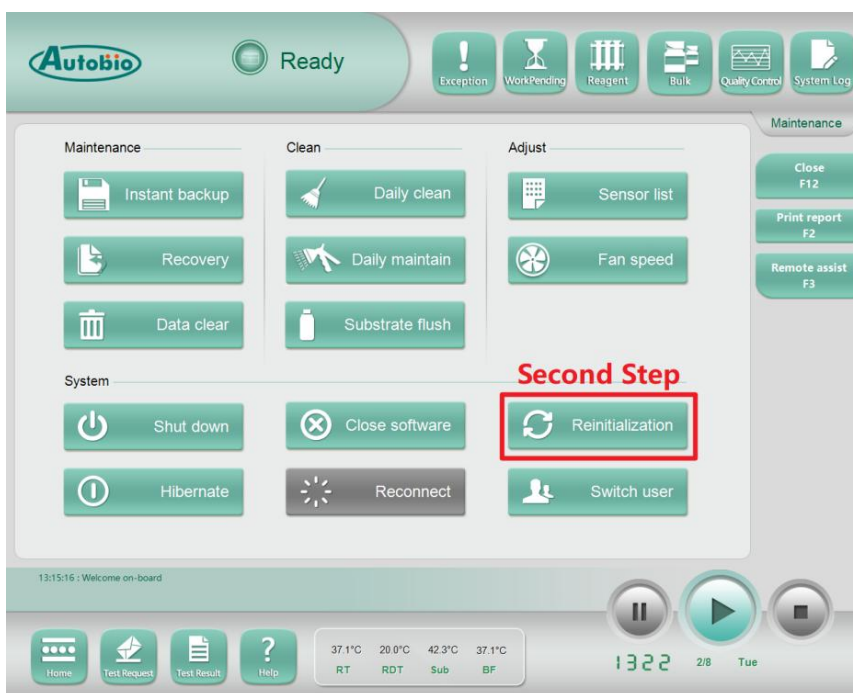 Autobio
Ready
Exception
WorkPending
Reagent
Bulk
Quality Control
System Log
Maintenance
Close
F12
Print report
F2
Remote assist
F3
Maintenance
Instant backup
Recovery
Data clear
Clean
Daily clean
Daily maintain
Substrate flush
Adjust
Sensor list
Fan speed
System
Second Step
Shut down
Close software
Reinitialization
Hibernate
Reconnect
Switch user
13:15:16 : Welcome on-board
Home
Test Request
Test Result
?
Help
37.1°C 20.0°C 42.3°C 37.1°C
RT RDT Sub BF
1322 2/8 Tue